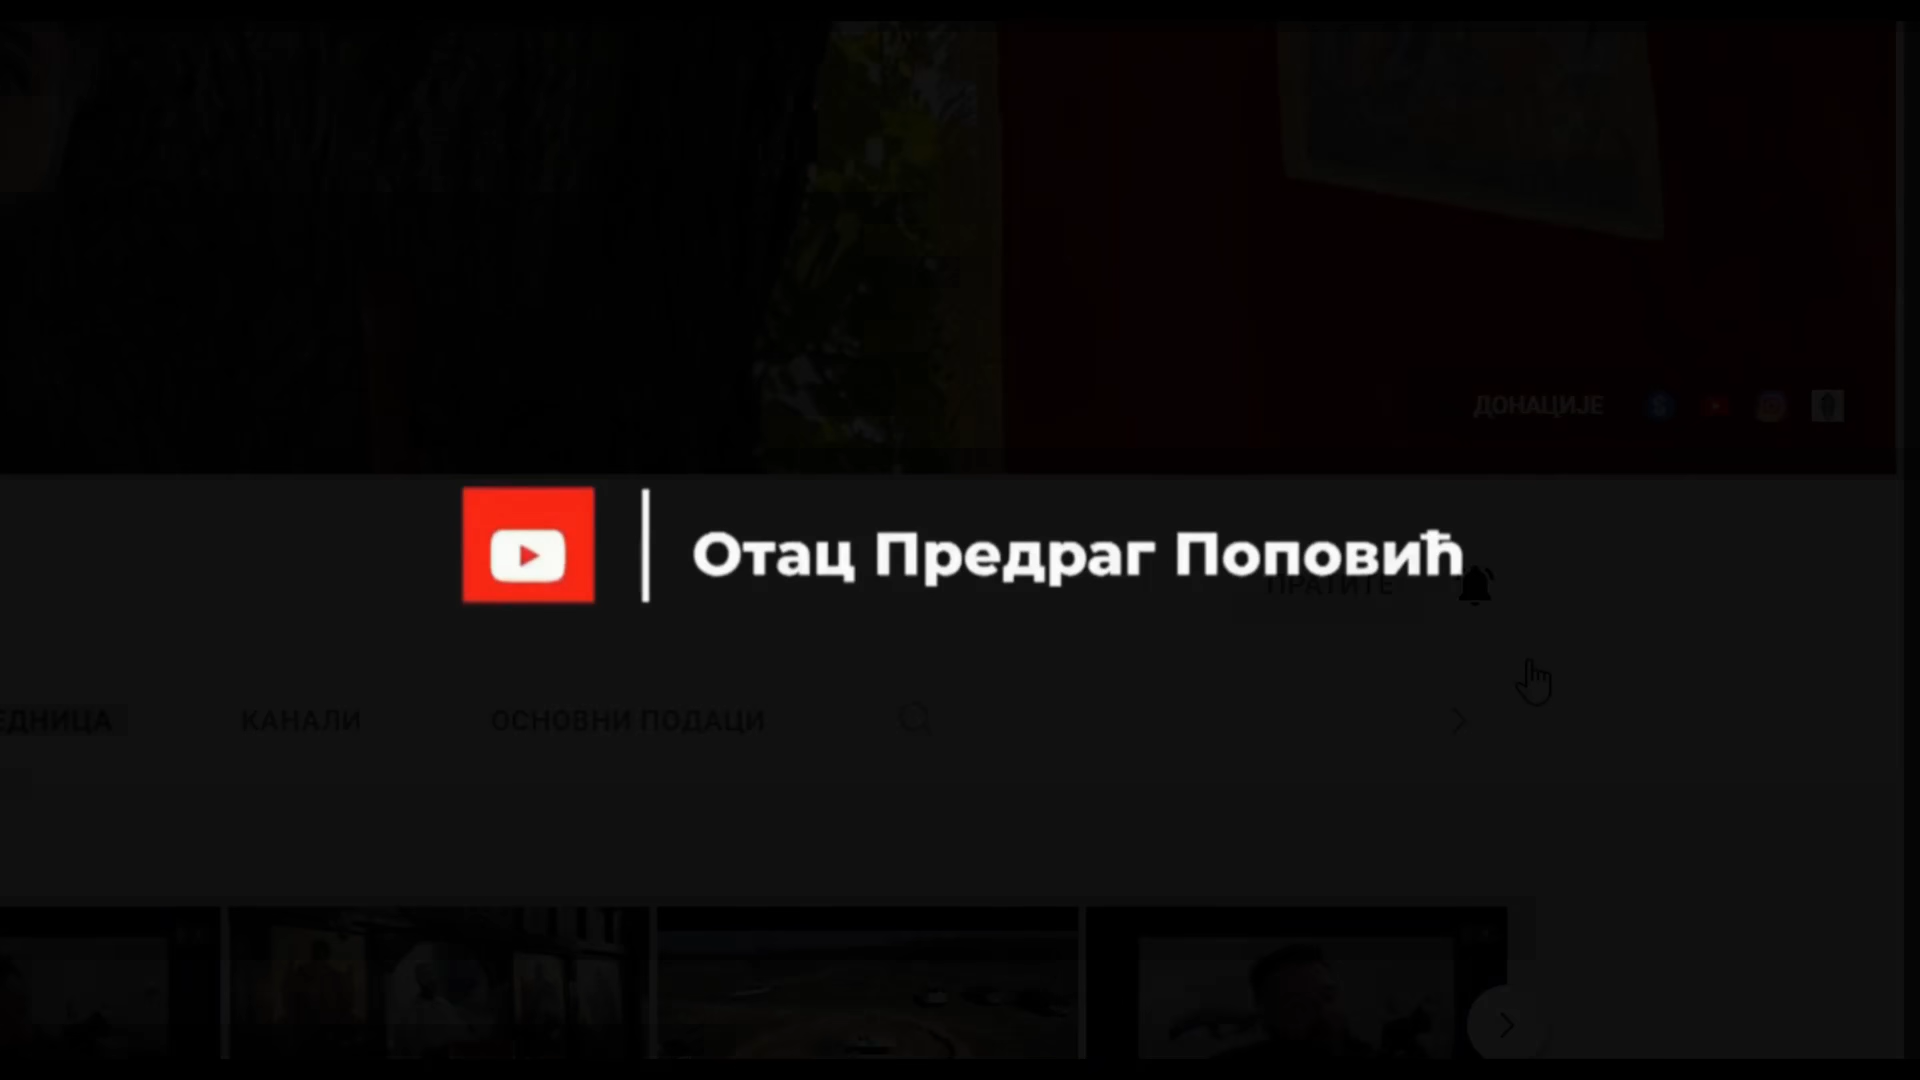 ДОНАЦИЈЕ
Отац Предраг Поповић
ПРАТИТЕ
ЕДНИЦА КАНАЛИ ОСНОВНИ ПОДАЦИ